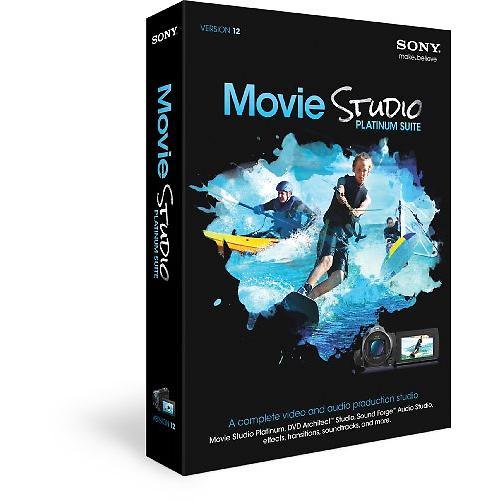 SONY
VERSION 12
Movie Studio
PLATINUM SUITE
VERSION 12
SONY
make.believe
Movie Studio
PLATINUM SUITE
A complete video and audio production studio
Movie Studio Platinum, DVD Architect™ Studio, Sound Forge™ Audio Studio,
effects, transitions, soundtracks, and more.